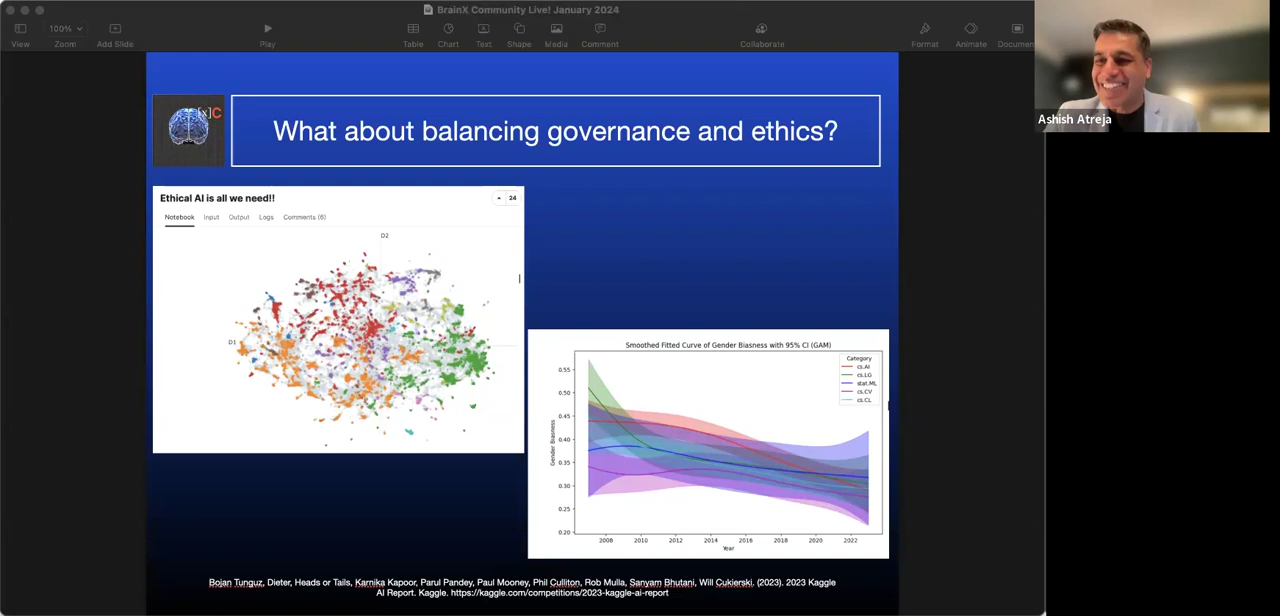 BrainX Community Live! January 2024
100%
View
Zoom
Add Slide
Play
Table
Chart
Text
Shape
Media
Comment
Collaborate
Format
Animate
Documen
Ashish Atreja
[x]C
What about balancing governance and ethics?
Ethical AI is all we need!!
24
Notebook
Input
Output
Logs
Comments (6)
D2
D1
Smoothed Fitted Curve of Gender Biasness with 95% CI (GAM)
Category
cs.AI
cs.LG
stat.ML
cs.CV
cs.CL
Gender Biasness
0.55
0.50
0.45
0.40
0.35
0.30
0.25
0.20
2008
2010
2012
2014
2016
2018
2020
2022
Year
Bojan Tunguz, Dieter, Heads or Tails, Karnika Kapoor, Parul Pandey, Paul Mooney, Phil Culliton, Rob Mulla, Sanyam Bhutani, Will Cukierski. (2023). 2023 Kaggle
AI Report. Kaggle. https://kaggle.com/competitions/2023-kaggle-ai-report